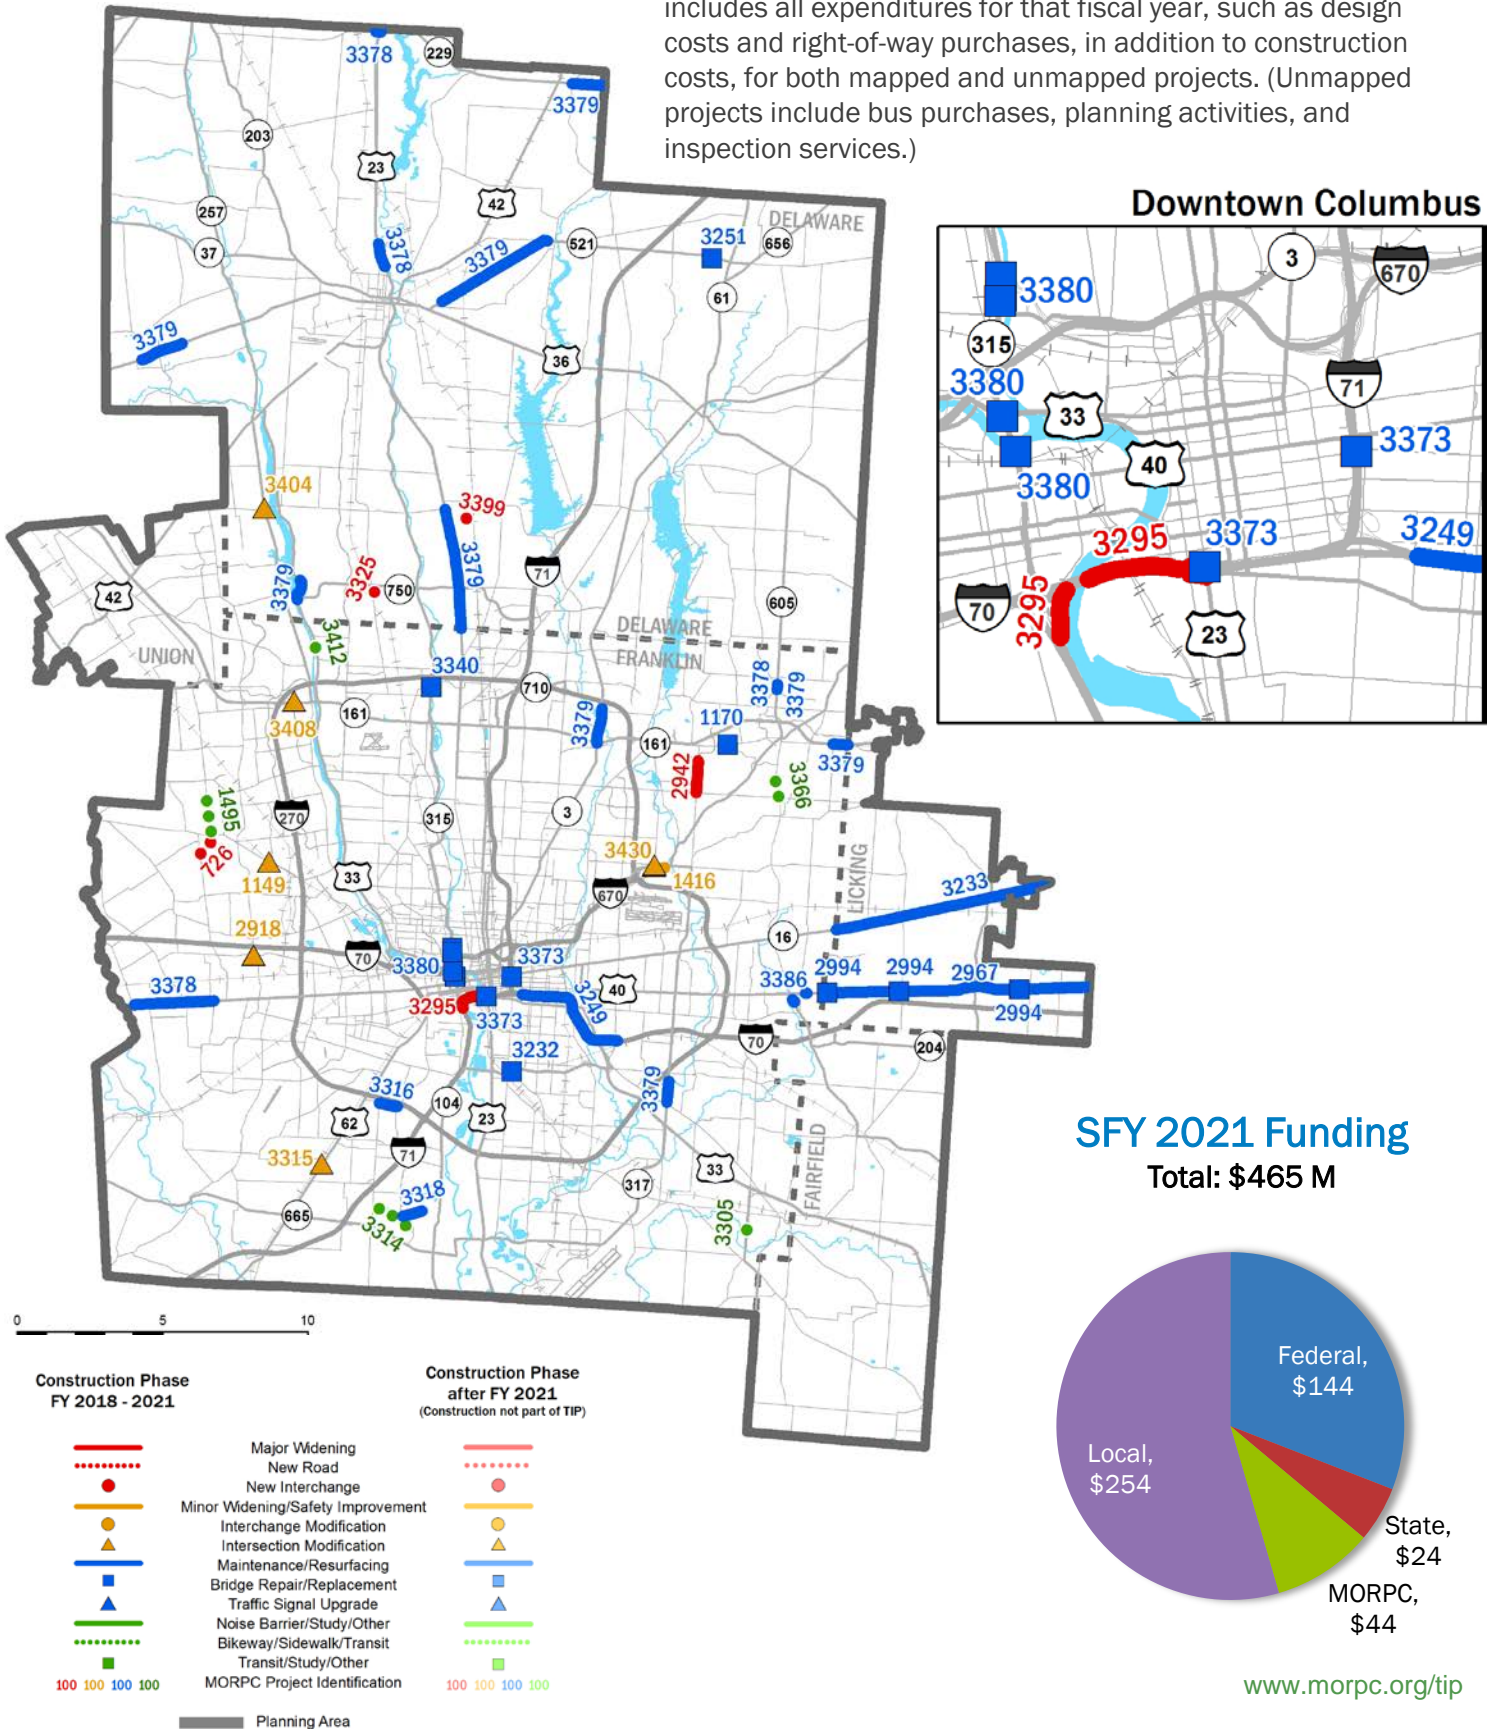 includes all expenditures for that fiscal year, such as design
costs and right-of-way purchases, in addition to construction
costs, for both mapped and unmapped projects. (Unmapped
projects include bus purchases, planning activities, and
inspection services.)
3378
229
3379
203
23
42
257
37
3378
3379
521
DELAWARE
3251
656
61
3379
36
3404
3399
3379
3325
750
3379
71
42
605
3412
DELAWARE
UNION
FRANKLIN
3340
710
3378
3379
161
3408
3379
1170
161
3379
2942
3366
1495
270
315
3
726
1149
33
3430
1416
LICKING
670
3233
2918
16
70
3380
3373
3378
3295
3373
3249
40
3386
2994
2994
2967
2994
70
204
3232
3379
3316
104
23
62
71
3315
33
317
FAIRFIELD
3318
665
3314
3305
Downtown Columbus
3
670
3380
315
3380
71
33
3373
40
3380
3295
3373
3249
70
3295
23
0 5 10
Construction Phase
FY 2018 - 2021
Construction Phase
after FY 2021
(Construction not part of TIP)
Major Widening
New Road
New Interchange
Minor Widening/Safety Improvement
Interchange Modification
Intersection Modification
Maintenance/Resurfacing
Bridge Repair/Replacement
Traffic Signal Upgrade
Noise Barrier/Study/Other
Bikeway/Sidewalk/Transit
Transit/Study/Other
100 100 100 100 MORPC Project Identification 100 100 100 100
Planning Area
SFY 2021 Funding
Total: $465 M
Federal,
$144
Local,
$254
State,
$24
MORPC,
$44
www.morpc.org/tip